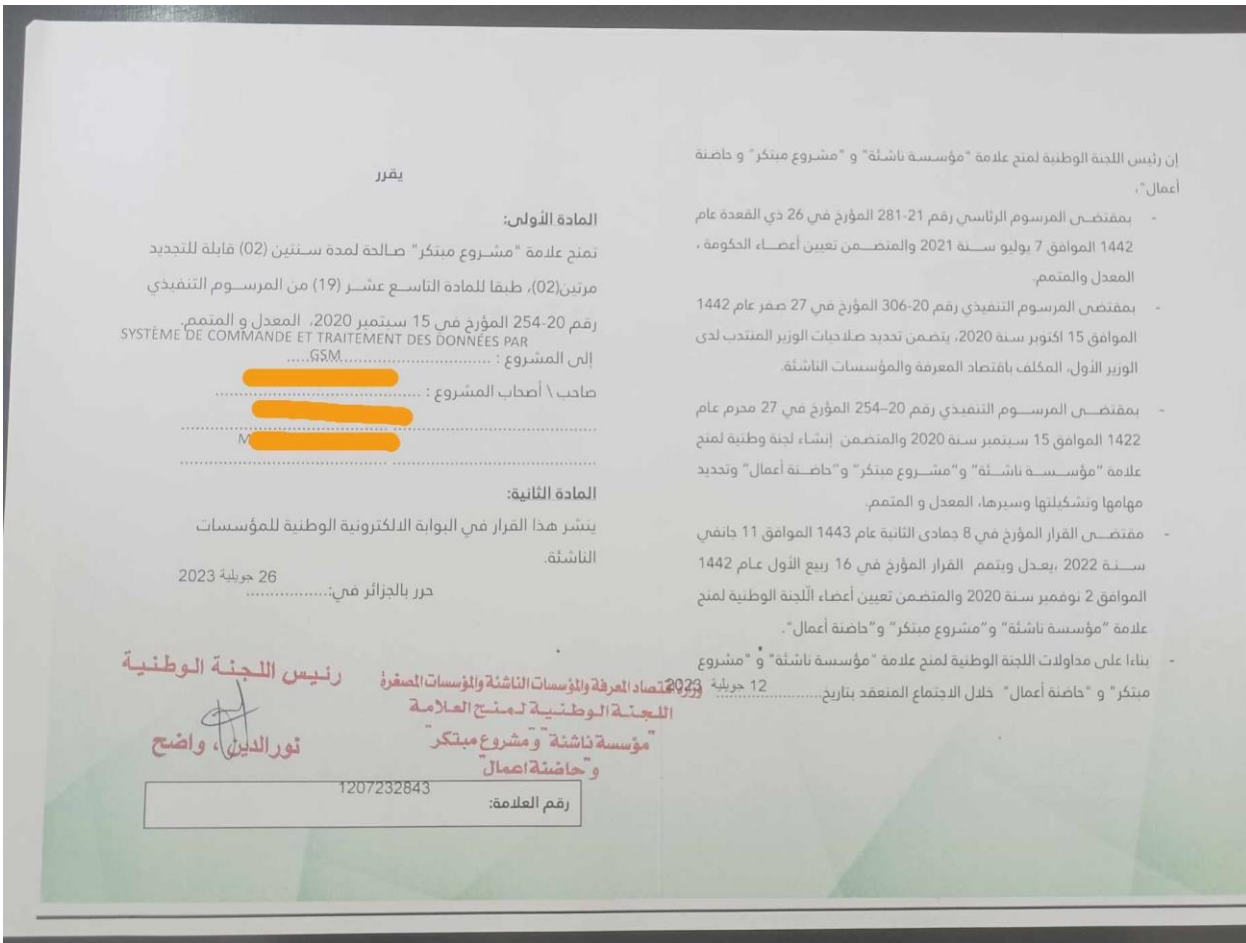 إن رئيس اللجنة الوطنية لمنح علامة "مؤسسة ناشئة" و "مشروع مبتكر" و حاضنة
أعمال"،
- بمقتضى المرسوم الرئاسي رقم 21-281 المؤرخ في 26 ذي القعدة عام
1442 الموافق 7 يوليو سنة 2021 والمتضمن تعيين أعضاء الحكومة ،
المعدل والمتمم.
- بمقتضى المرسوم التنفيذي رقم 20-306 المؤرخ في 27 صفر عام 1442
الموافق 15 اكتوبر سنة 2020، يتضمن تحديد صلاحيات الوزير المنتدب لدى
الوزير الأول، المكلف باقتصاد المعرفة والمؤسسات الناشئة.
- بمقتضى المرسوم التنفيذي رقم 20–254 المؤرخ في 27 محرم عام
1422 الموافق 15 سبتمبر سنة 2020 والمتضمن إنشاء لجنة وطنية لمنح
علامة "مؤسسة ناشئة" و"مشروع مبتكر" و"حاضنة أعمال" وتحديد
مهامها وتشكيلتها وسيرها، المعدل و المتمم.
- مقتضى القرار المؤرخ في 8 جمادى الثانية عام 1443 الموافق 11 جانفي
سنة 2022 ،يعدل ويتمم القرار المؤرخ في 16 ربيع الأول عام 1442
الموافق 2 نوفمبر سنة 2020 والمتضمن تعيين أعضاء اللّجنة الوطنية لمنح
علامة "مؤسسة ناشئة" و"مشروع مبتكر" و"حاضنة أعمال".
- بناءا على مداولات اللجنة الوطنية لمنح علامة "مؤسسة ناشئة" و "مشروع
مبتكر" و "حاضنة أعمال" خلال الاجتماع المنعقد بتاريخ............ 12 جويلية 2023
يقرر
المادة الأولى:
تمنح علامة "مشروع مبتكر" صالحة لمدة سنتين (02) قابلة للتجديد
مرتين(02)، طبقا للمادة التاسع عشر (19) من المرسوم التنفيذي
رقم 20-254 المؤرخ في 15 سبتمبر 2020، المعدل و المتمم.
SYSTÈME DE COMMANDE ET TRAITEMENT DES DONNÉES PAR
إلى المشروع : ..............................GSM.....
صاحب \ أصحاب المشروع : ..........................................
M
المادة الثانية:
ينشر هذا القرار في البوابة الالكترونية الوطنية للمؤسسات
الناشئة.
26 جويلية 2023
حرر بالجزائر في:.................
رئيس اللجنة الوطنية
نور الدين ، واضح
اقتصاد المعرفة والمؤسسات الناشئة والمؤسسات المصغرة
اللجنة الوطنية لمنح العلامة
"مؤسسة ناشئة" و"مشروع مبتكر"
و"حاضنة اعمال"
1207232843
رقم العلامة: